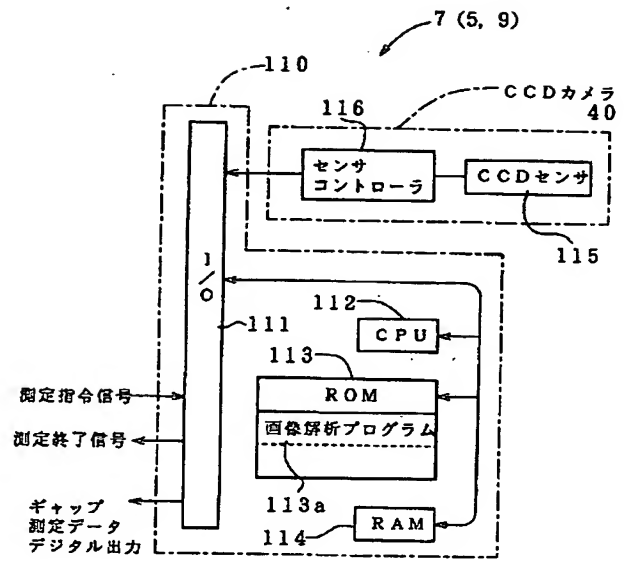 7 (5, 9)
110
CCDカメラ
40
116
センサ
コントローラ
CCDセンサ
115
I/O
111
112
CPU
113
ROM
画像解析プログラム
113a
RAM
114
測定指令信号
測定終了信号
ギャップ
測定データ
デジタル出力